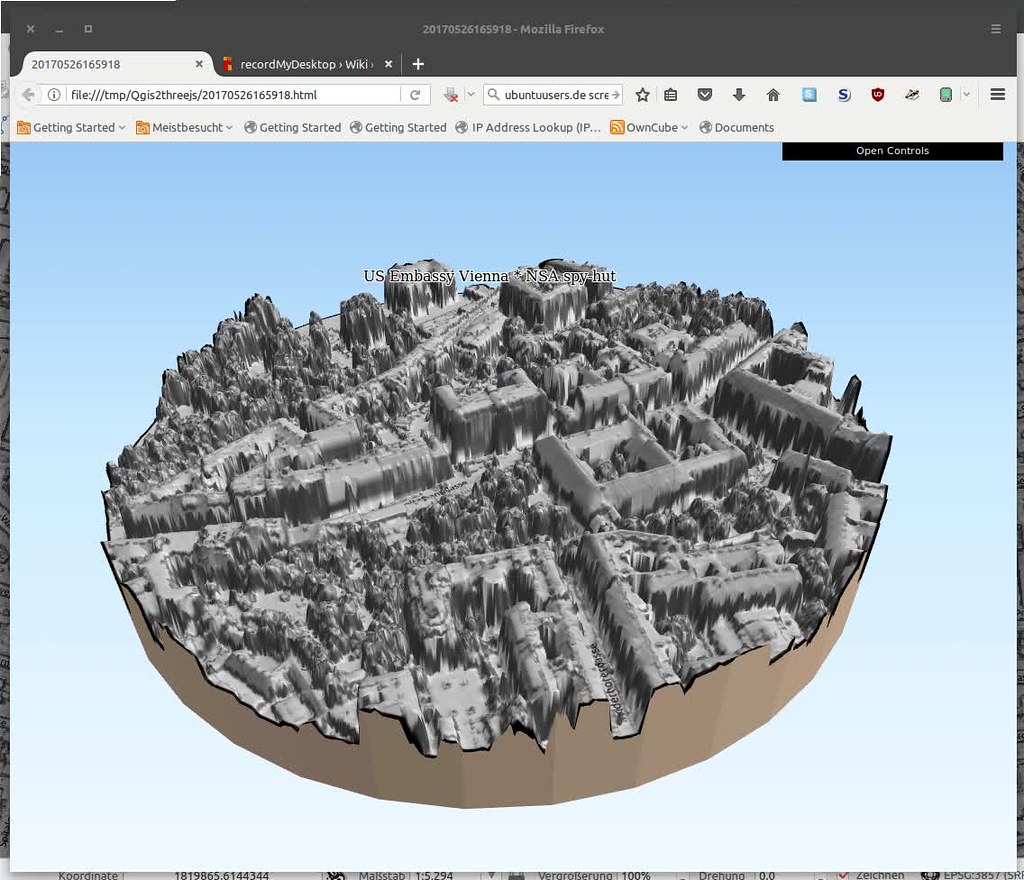 20170526165918 - Mozilla Firefox
20170526165918
recordMyDesktop › Wiki ›
file:///tmp/Qgis2threejs/20170526165918.html
ubuntuusers.de scre
Getting Started
Meistbesucht
Getting Started
Getting Started
IP Address Lookup (IP…
OwnCube
Documents
Open Controls
US Embassy Vienna * NSA spy-hut
Koordinate
1819865,6144344
Maßstab
1:5.294
Vergrößerung
100%
Drehung
0,0
Zeichnen
EPSG:3857